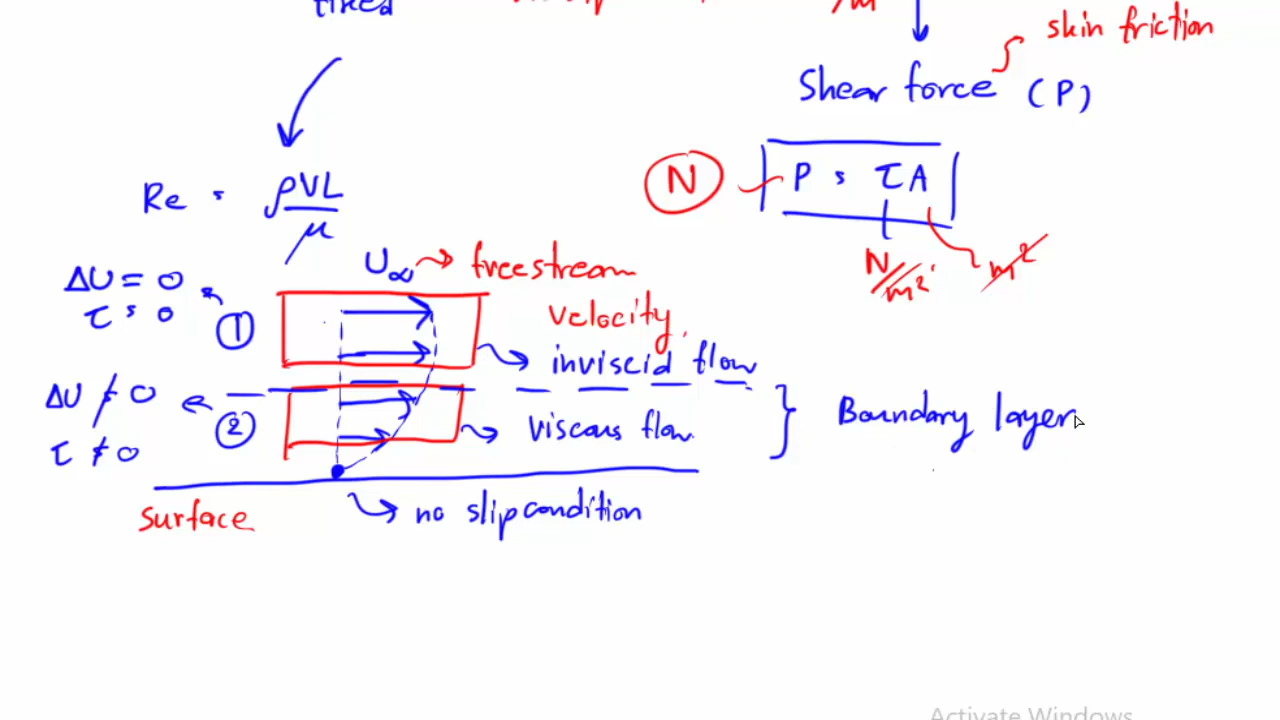 fixed
skin friction
Shear force (P)
N
P = τA
N/m²
m²
Re = ρVL/μ
U∞ → freestream
velocity
ΔU = 0
τ = 0
①
inviscid flow
ΔU ≠ 0
τ ≠ 0
②
viscous flow
Boundary layer
surface
no slip condition
Activate Windows